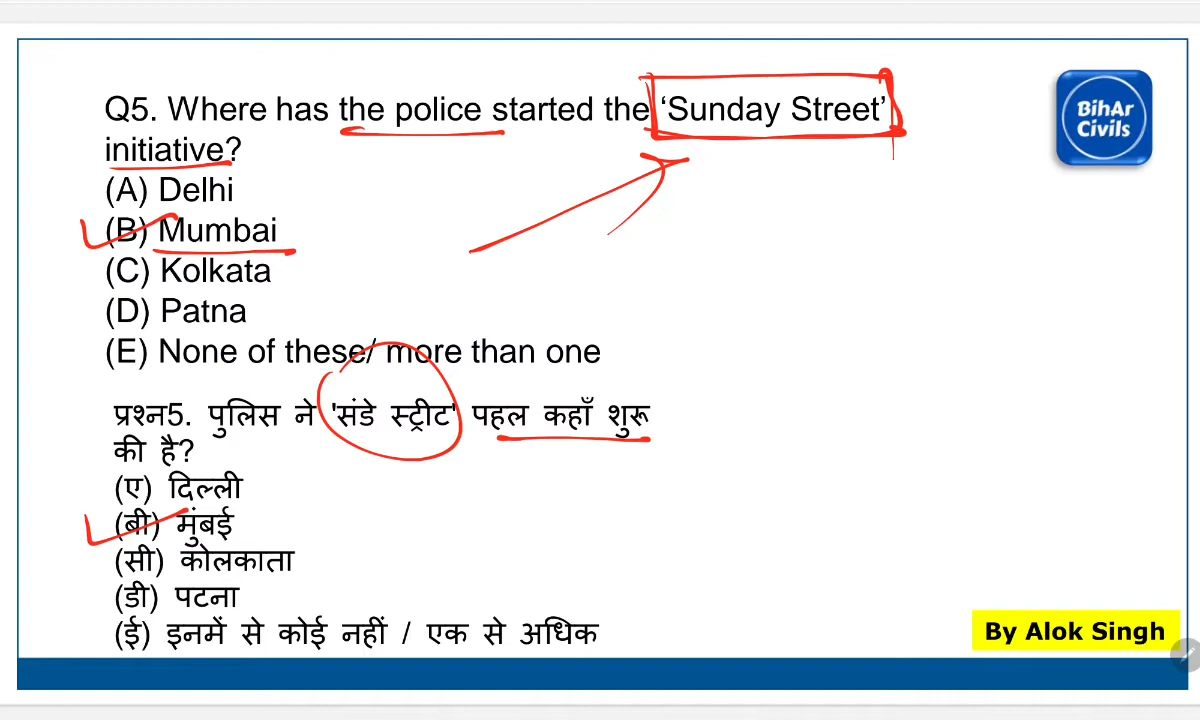 Q5. Where has the police started the ‘Sunday Street’
initiative?
(A) Delhi
(B) Mumbai
(C) Kolkata
(D) Patna
(E) None of these/ more than one
प्रश्न5. पुलिस ने 'संडे स्ट्रीट' पहल कहाँ शुरू
की है?
(ए) दिल्ली
(बी) मुंबई
(सी) कोलकाता
(डी) पटना
(ई) इनमें से कोई नहीं / एक से अधिक
BihAr
Civils
By Alok Singh